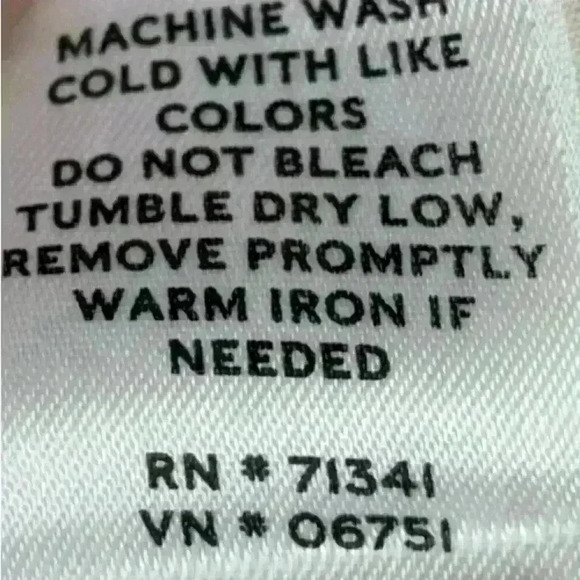 MACHINE WASH
COLD WITH LIKE
COLORS
DO NOT BLEACH
TUMBLE DRY LOW,
REMOVE PROMPTLY
WARM IRON IF
NEEDED
RN # 71341
VN # 06751